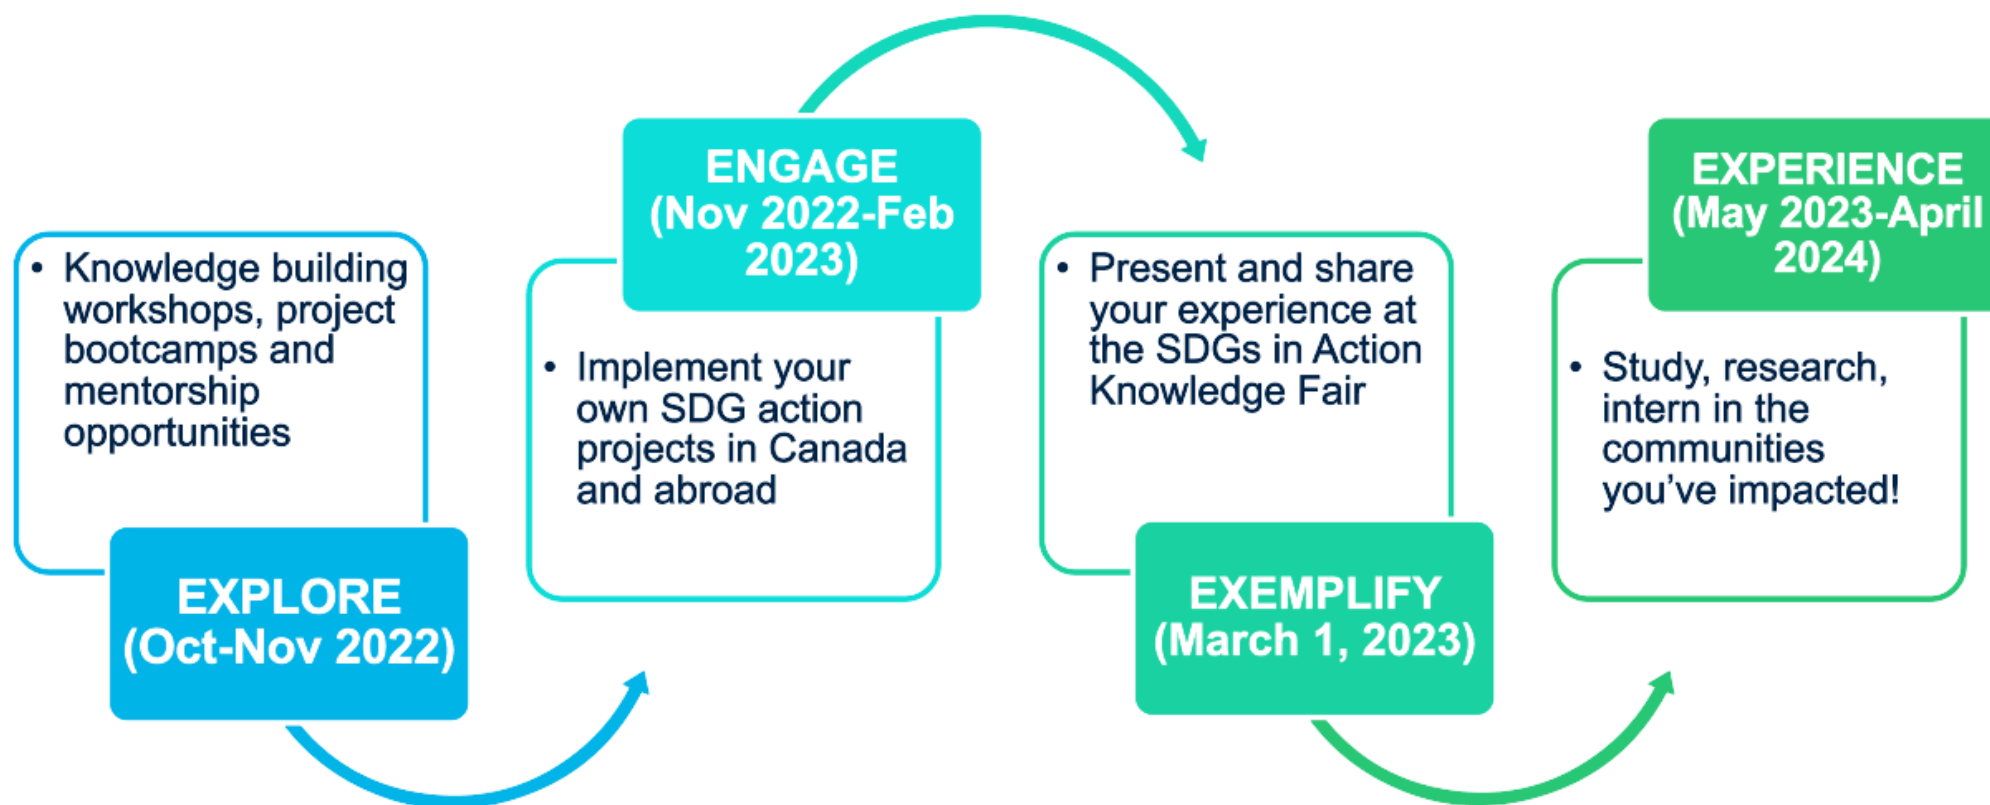 • Knowledge building
workshops, project
bootcamps and
mentorship
opportunities
EXPLORE
(Oct-Nov 2022)
ENGAGE
(Nov 2022-Feb
2023)
• Implement your
own SDG action
projects in Canada
and abroad
• Present and share
your experience at
the SDGs in Action
Knowledge Fair
EXEMPLIFY
(March 1, 2023)
EXPERIENCE
(May 2023-April
2024)
• Study, research,
intern in the
communities
you’ve impacted!